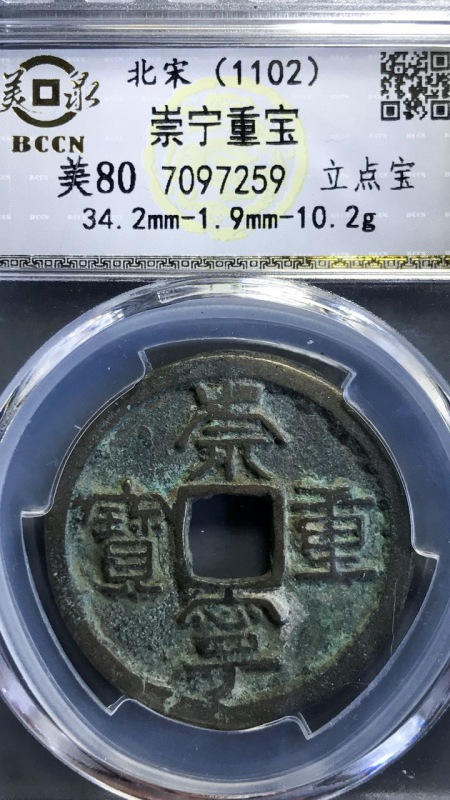 北宋（1102）
美泉
BCCN
崇宁重宝
美80 7097259 立点宝
34.2mm-1.9mm-10.2g
崇
寶 重
寧